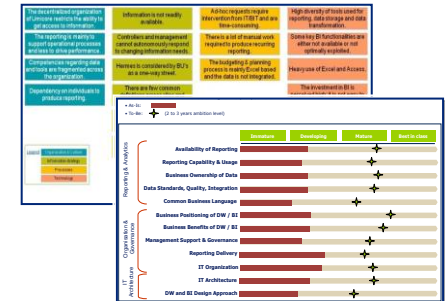 The decentralized organization
of Umicore restricts the ability to
get access to information.
Information is not readily
available.
Ad-hoc requests require
intervention from IT/BT and are
time-consuming.
High diversity of tools used for
reporting, data storage and data
transformation.
The reporting is mainly to
support operational processes
and less to drive performance.
Controllers and management
cannot autonomously respond
its changing information needs.
There is a lot of manual work
required to produce recurring
reporting.
Some key BI functionalities are
either not available or not
optimally exploited.
Competencies regarding data
and tools are fragmented across
the organization.
Hermes is considered by BU's
as a one-way street.
The budgeting & planning
process is mainly Excel based
and the data is not integrated.
Heavy use of Excel and Access.
Dependency on individuals to
produce reporting.
There are few common
The investment in BI is
Legend:
Information strategy
Processes
Technology
• As-Is:
• To-Be: (2 to 3 years ambition level)
Immature Developing Mature Best in class
Reporting & Analytics
Availability of Reporting
Reporting Capability & Usage
Business Ownership of Data
Data Standards, Quality, Integration
Common Business Language
Organisation & Governance
Business Positioning of DW / BI
Business Benefits of DW / BI
Management Support & Governance
Reporting Delivery
IT Organization
IT Architecture
IT Architecture
DW and BI Design Approach